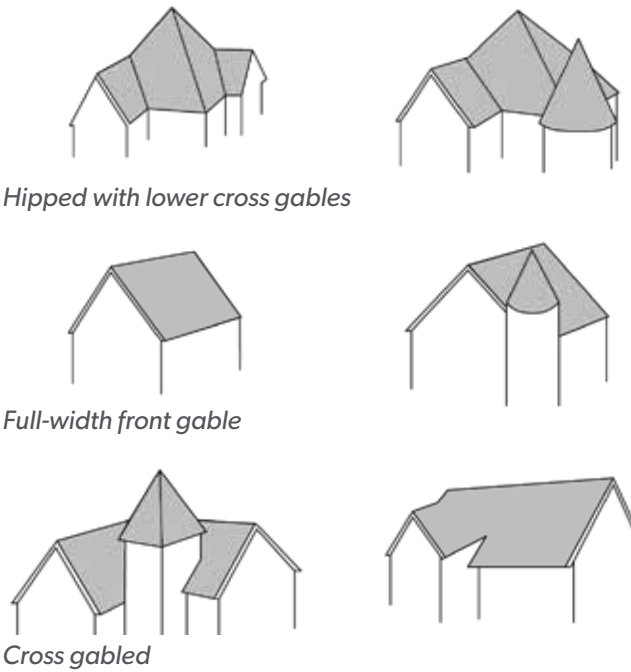 Hipped with lower cross gables
Full-width front gable
Cross gabled